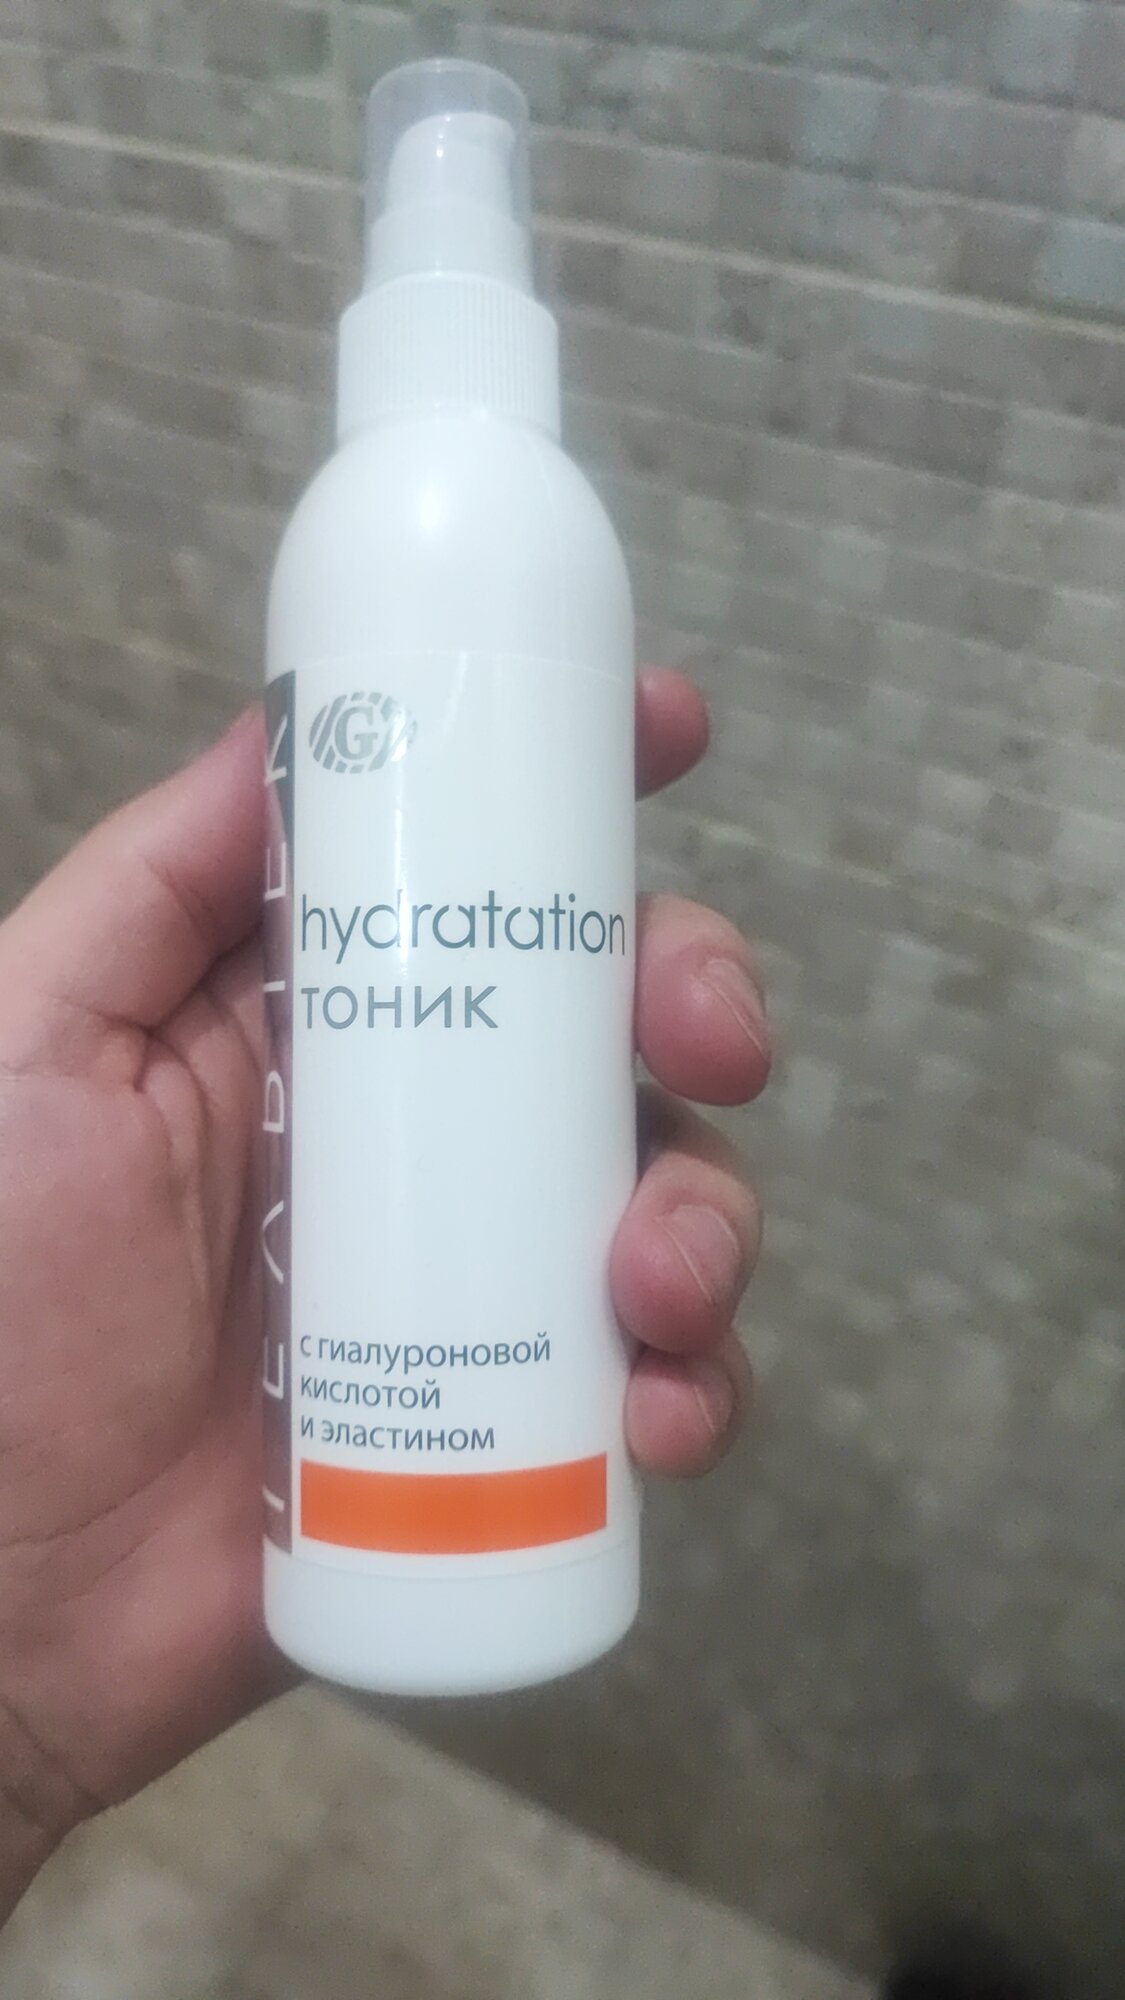 ГЕЛЬТЕК
G
hydratation
тоник
с гиалуроновой
кислотой
и эластином